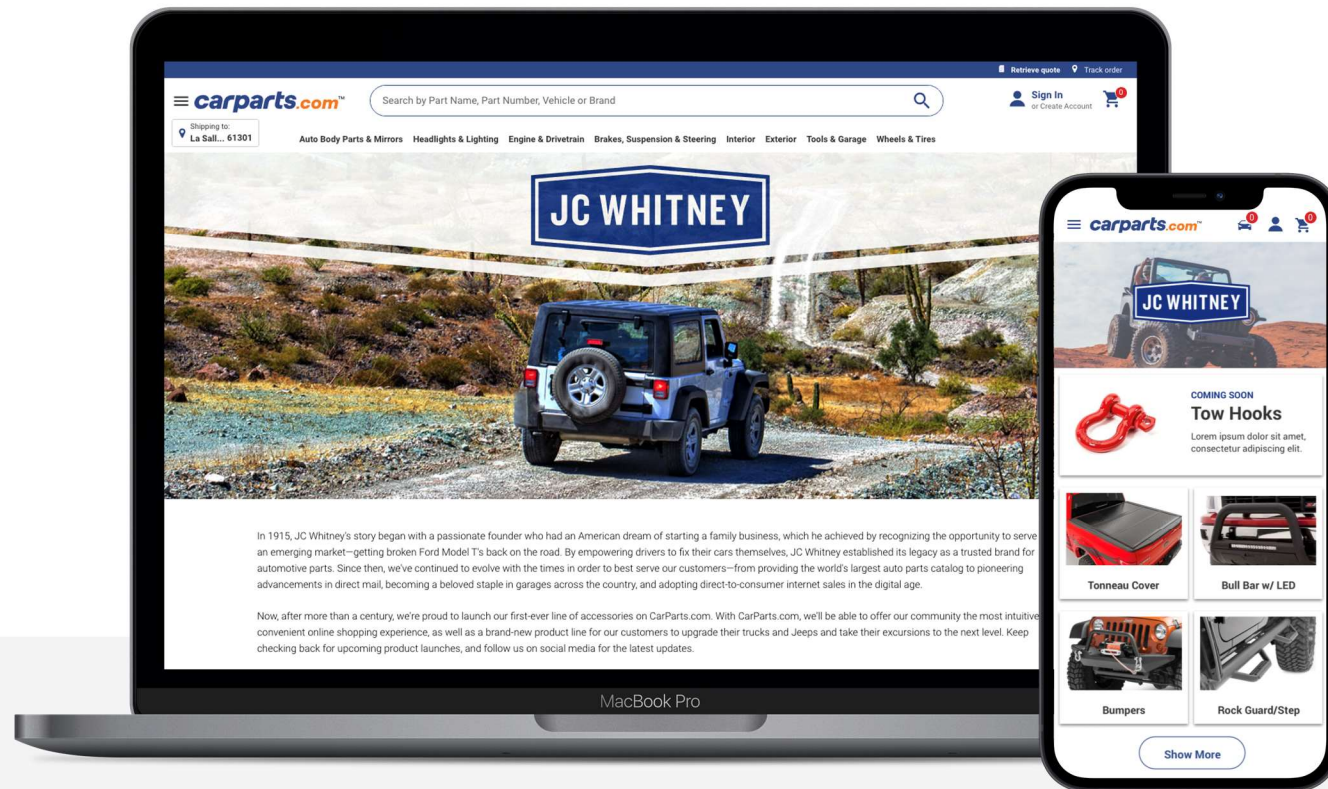 Retrieve quote Track order
carparts.com™
Search by Part Name, Part Number, Vehicle or Brand
Sign In
or Create Account
0
Shipping to:
La Sall... 61301
Auto Body Parts & Mirrors Headlights & Lighting Engine & Drivetrain Brakes, Suspension & Steering Interior Exterior Tools & Garage Wheels & Tires
JC WHITNEY
In 1915, JC Whitney's story began with a passionate founder who had an American dream of starting a family business, which he achieved by recognizing the opportunity to serve
an emerging market—getting broken Ford Model T's back on the road. By empowering drivers to fix their cars themselves, JC Whitney established its legacy as a trusted brand for
automotive parts. Since then, we've continued to evolve with the times in order to best serve our customers—from providing the world's largest auto parts catalog to pioneering
advancements in direct mail, becoming a beloved staple in garages across the country, and adopting direct-to-consumer internet sales in the digital age.
Now, after more than a century, we're proud to launch our first-ever line of accessories on CarParts.com. With CarParts.com, we'll be able to offer our community the most intuitive
convenient online shopping experience, as well as a brand-new product line for our customers to upgrade their trucks and Jeeps and take their excursions to the next level. Keep
checking back for upcoming product launches, and follow us on social media for the latest updates.
MacBook Pro
carparts.com™
0 0
JC WHITNEY
COMING SOON
Tow Hooks
Lorem ipsum dolor sit amet,
consectetur adipiscing elit.
Tonneau Cover
Bull Bar w/ LED
Bumpers
Rock Guard/Step
Show More